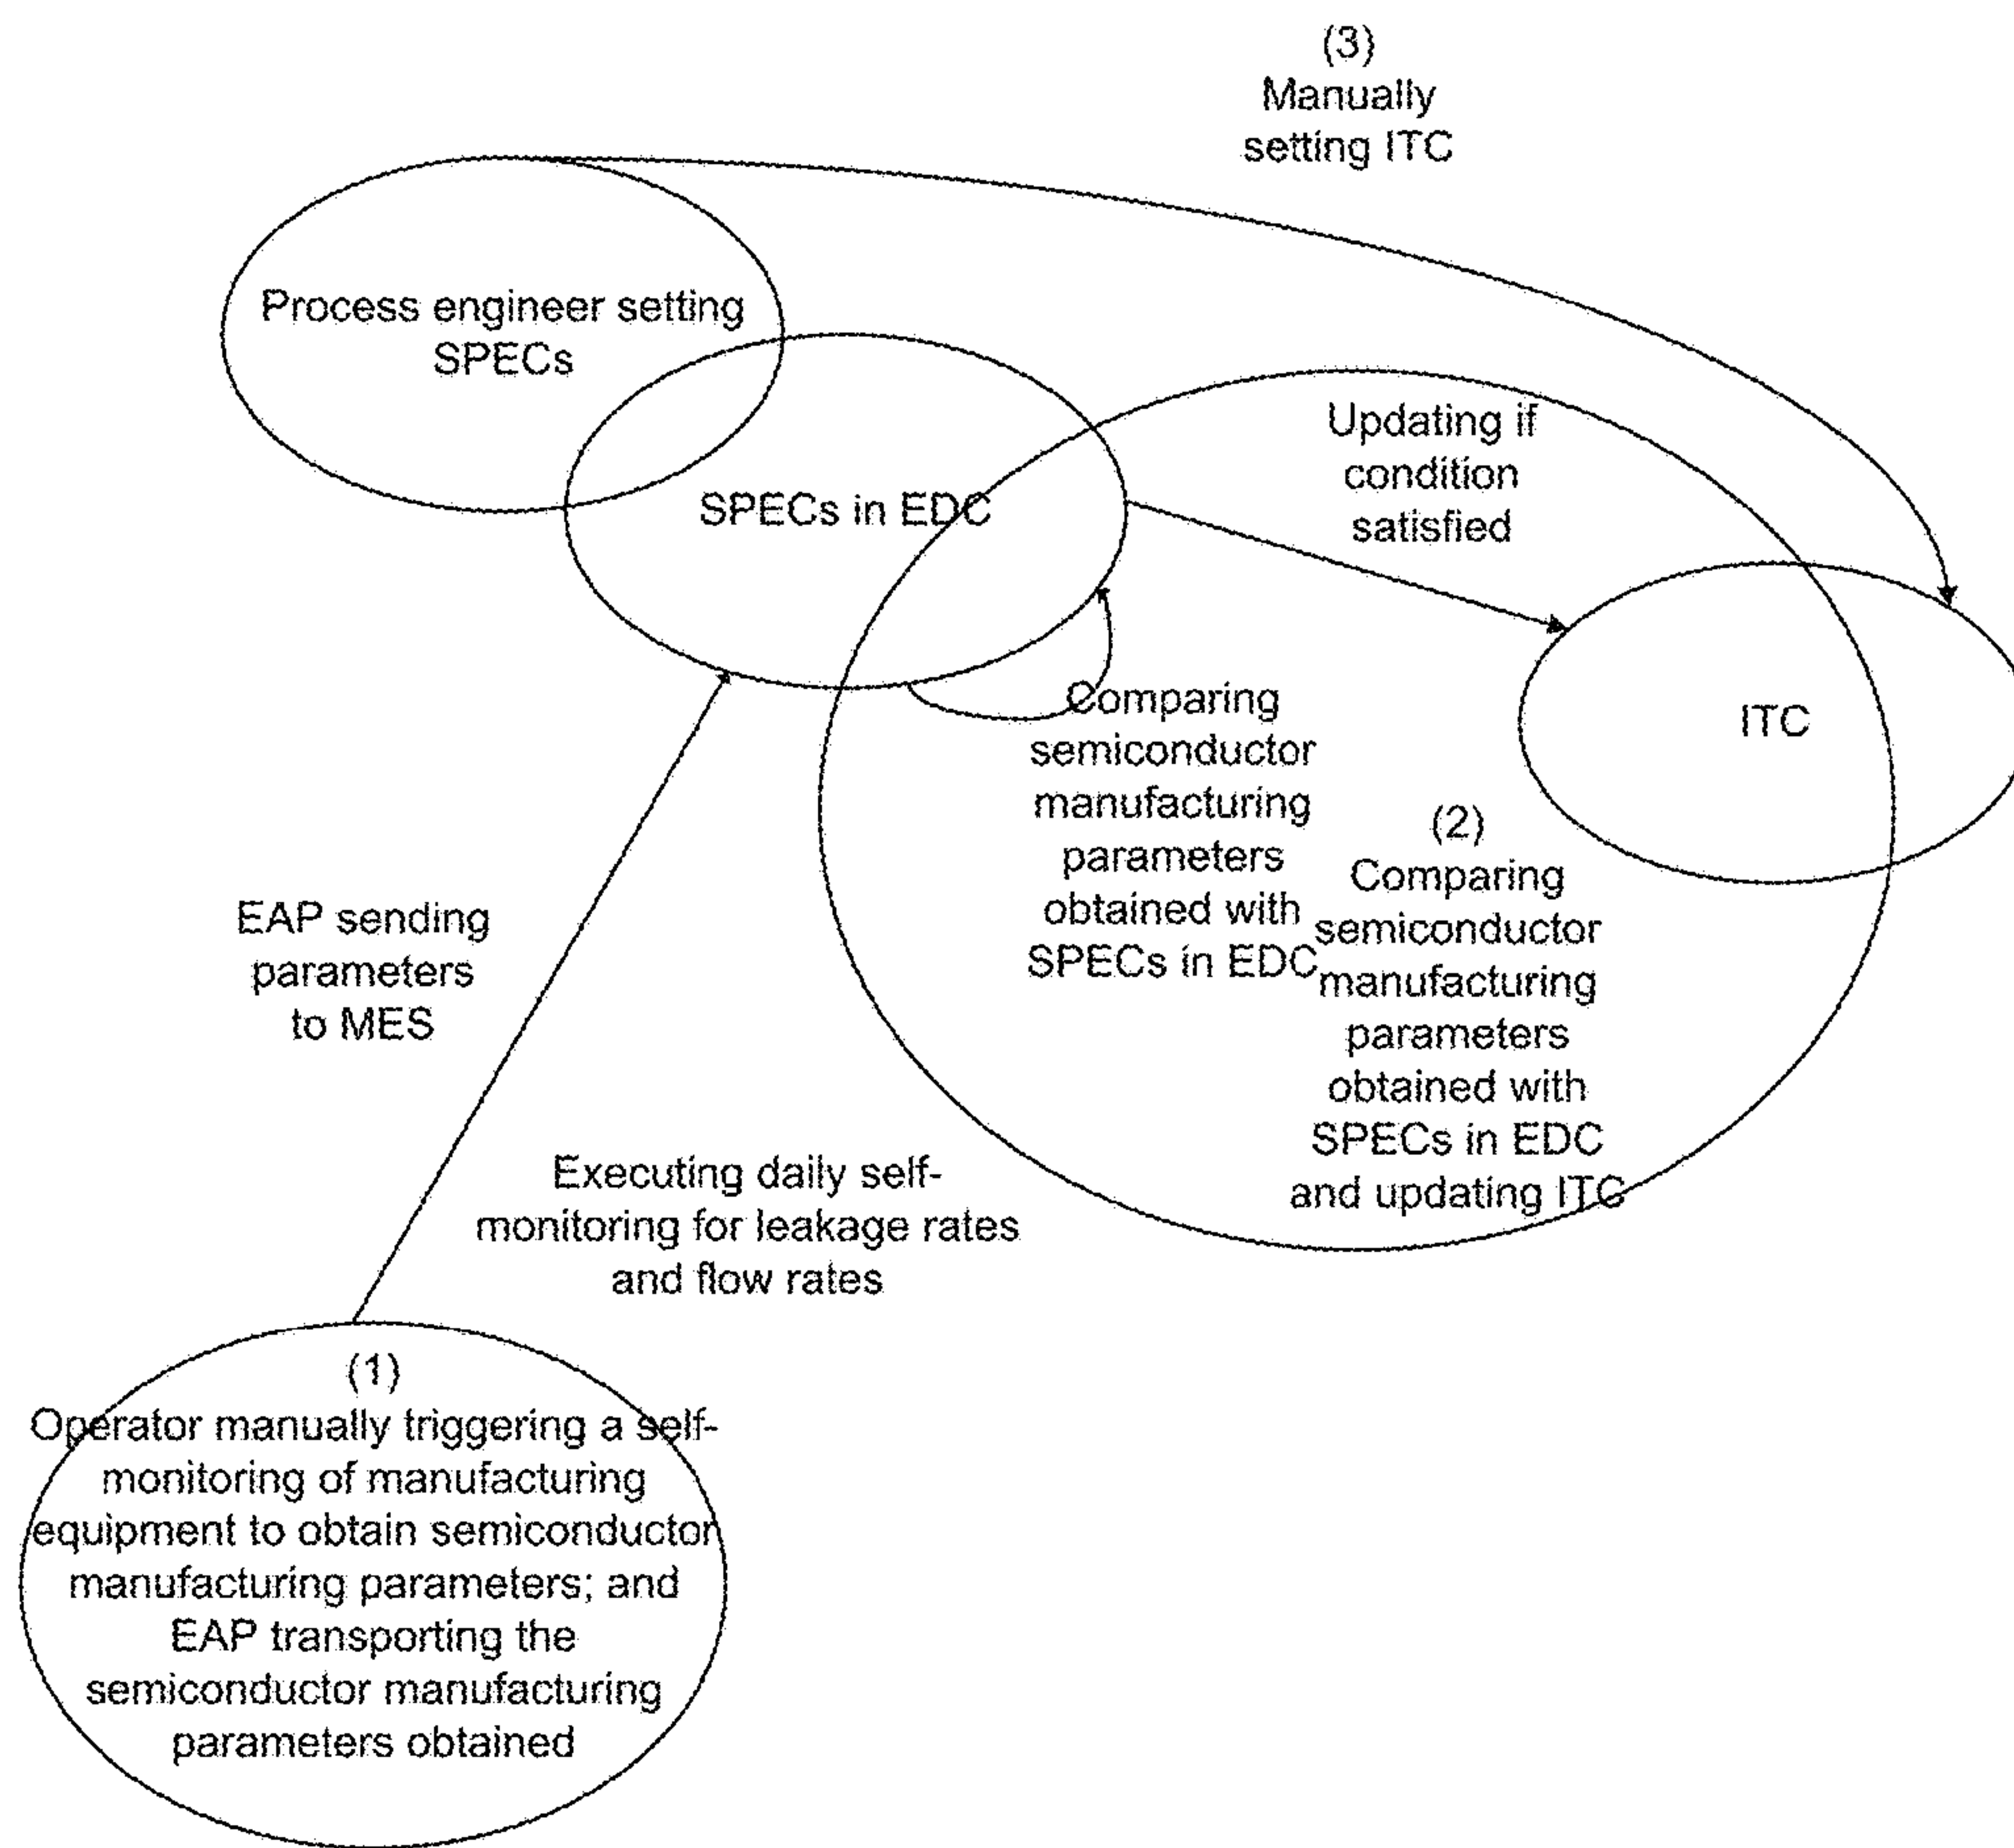 (3)
Manually
setting ITC
Process engineer setting
SPECs
SPECs in EDC
Updating if
condition
satisfied
ITC
Comparing
semiconductor
manufacturing
parameters
obtained with
SPECs in EDC
(2)
Comparing
semiconductor
manufacturing
parameters
obtained with
SPECs in EDC
and updating ITC
EAP sending
parameters
to MES
Executing daily self-
monitoring for leakage rates
and flow rates
(1)
Operator manually triggering a self-
monitoring of manufacturing
equipment to obtain semiconductor
manufacturing parameters; and
EAP transporting the
semiconductor manufacturing
parameters obtained